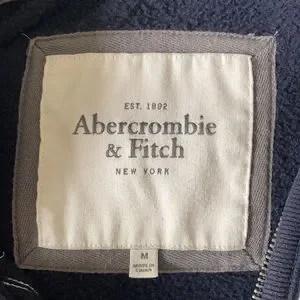 EST. 1892
Abercrombie
& Fitch
NEW YORK
M
MADE IN
CHINA